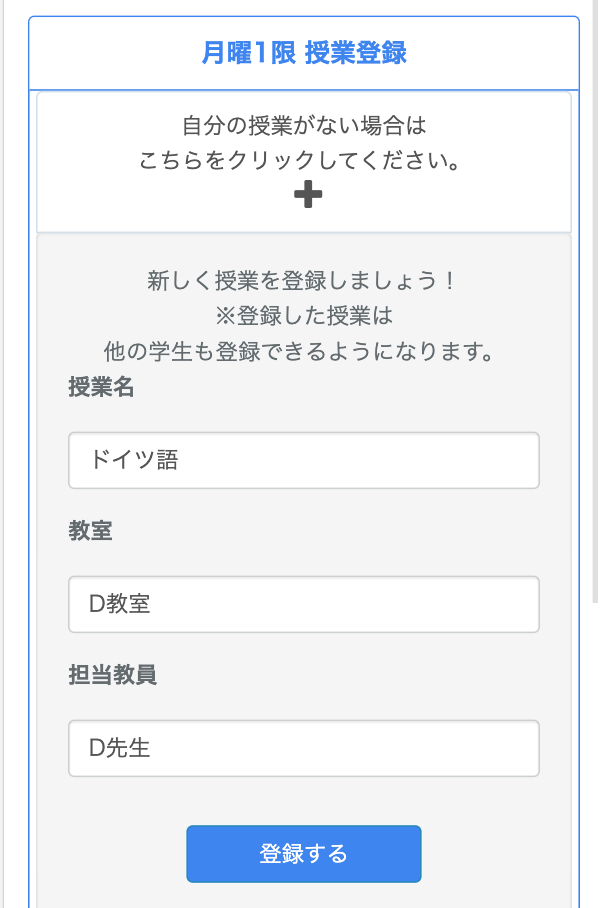 月曜1限 授業登録
自分の授業がない場合は
こちらをクリックしてください。
新しく授業を登録しましょう！
※登録した授業は
他の学生も登録できるようになります。
授業名
ドイツ語
教室
D教室
担当教員
D先生
登録する